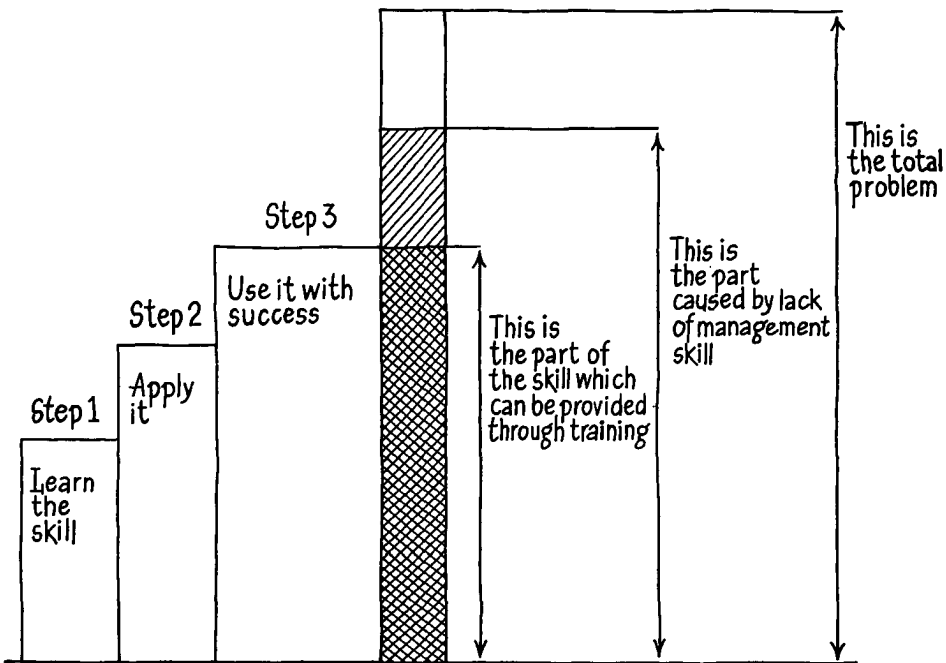 Step 1
Learn
the
skill
Step 2
Apply
it
Step 3
Use it with
success
This is
the part of
the skill which
can be provided
through training
This is
the part
caused by lack
of management
skill
This is
the total
problem